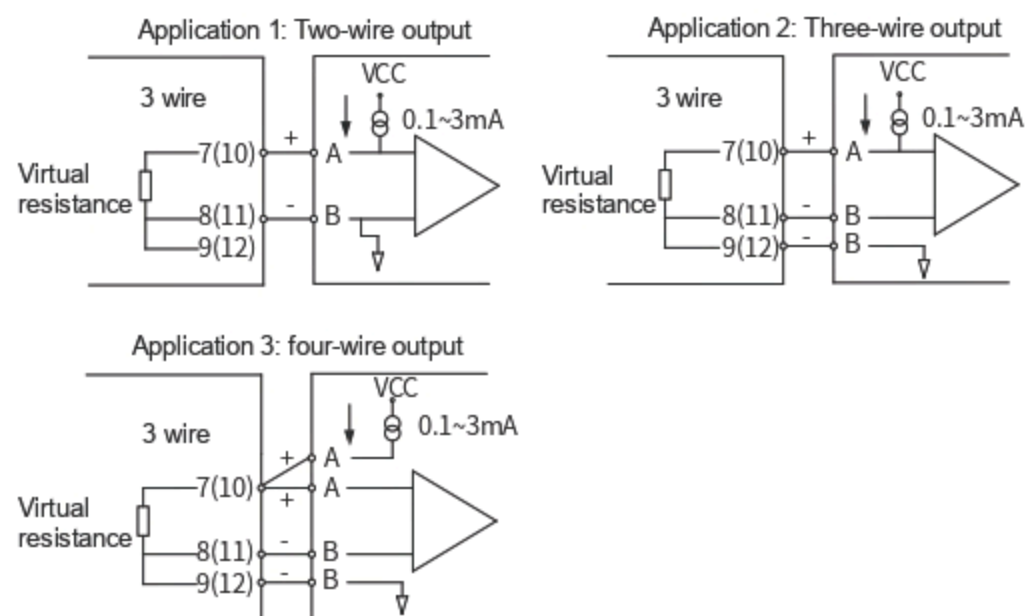 Application 1: Two-wire output
VCC
3 wire
0.1~3mA
+
7(10)
A
Virtual
resistance
-
8(11)
B
9(12)
Application 2: Three-wire output
VCC
3 wire
0.1~3mA
+
7(10)
A
Virtual
resistance
-
8(11)
B
-
9(12)
B
Application 3: four-wire output
VCC
3 wire
0.1~3mA
+
A
7(10)
+
A
Virtual
resistance
-
8(11)
B
-
9(12)
B